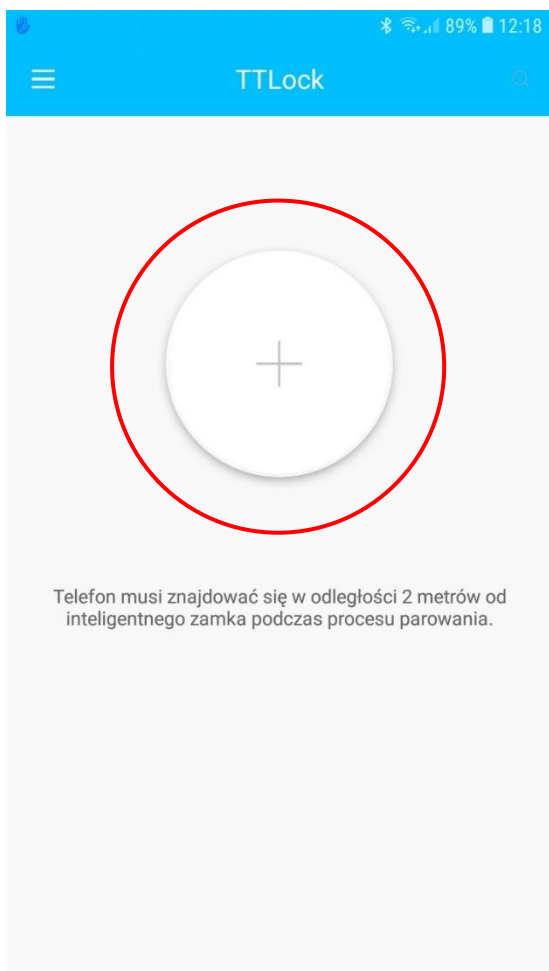 89% 12:18
TTLock
Telefon musi znajdować się w odległości 2 metrów od
inteligentnego zamka podczas procesu parowania.